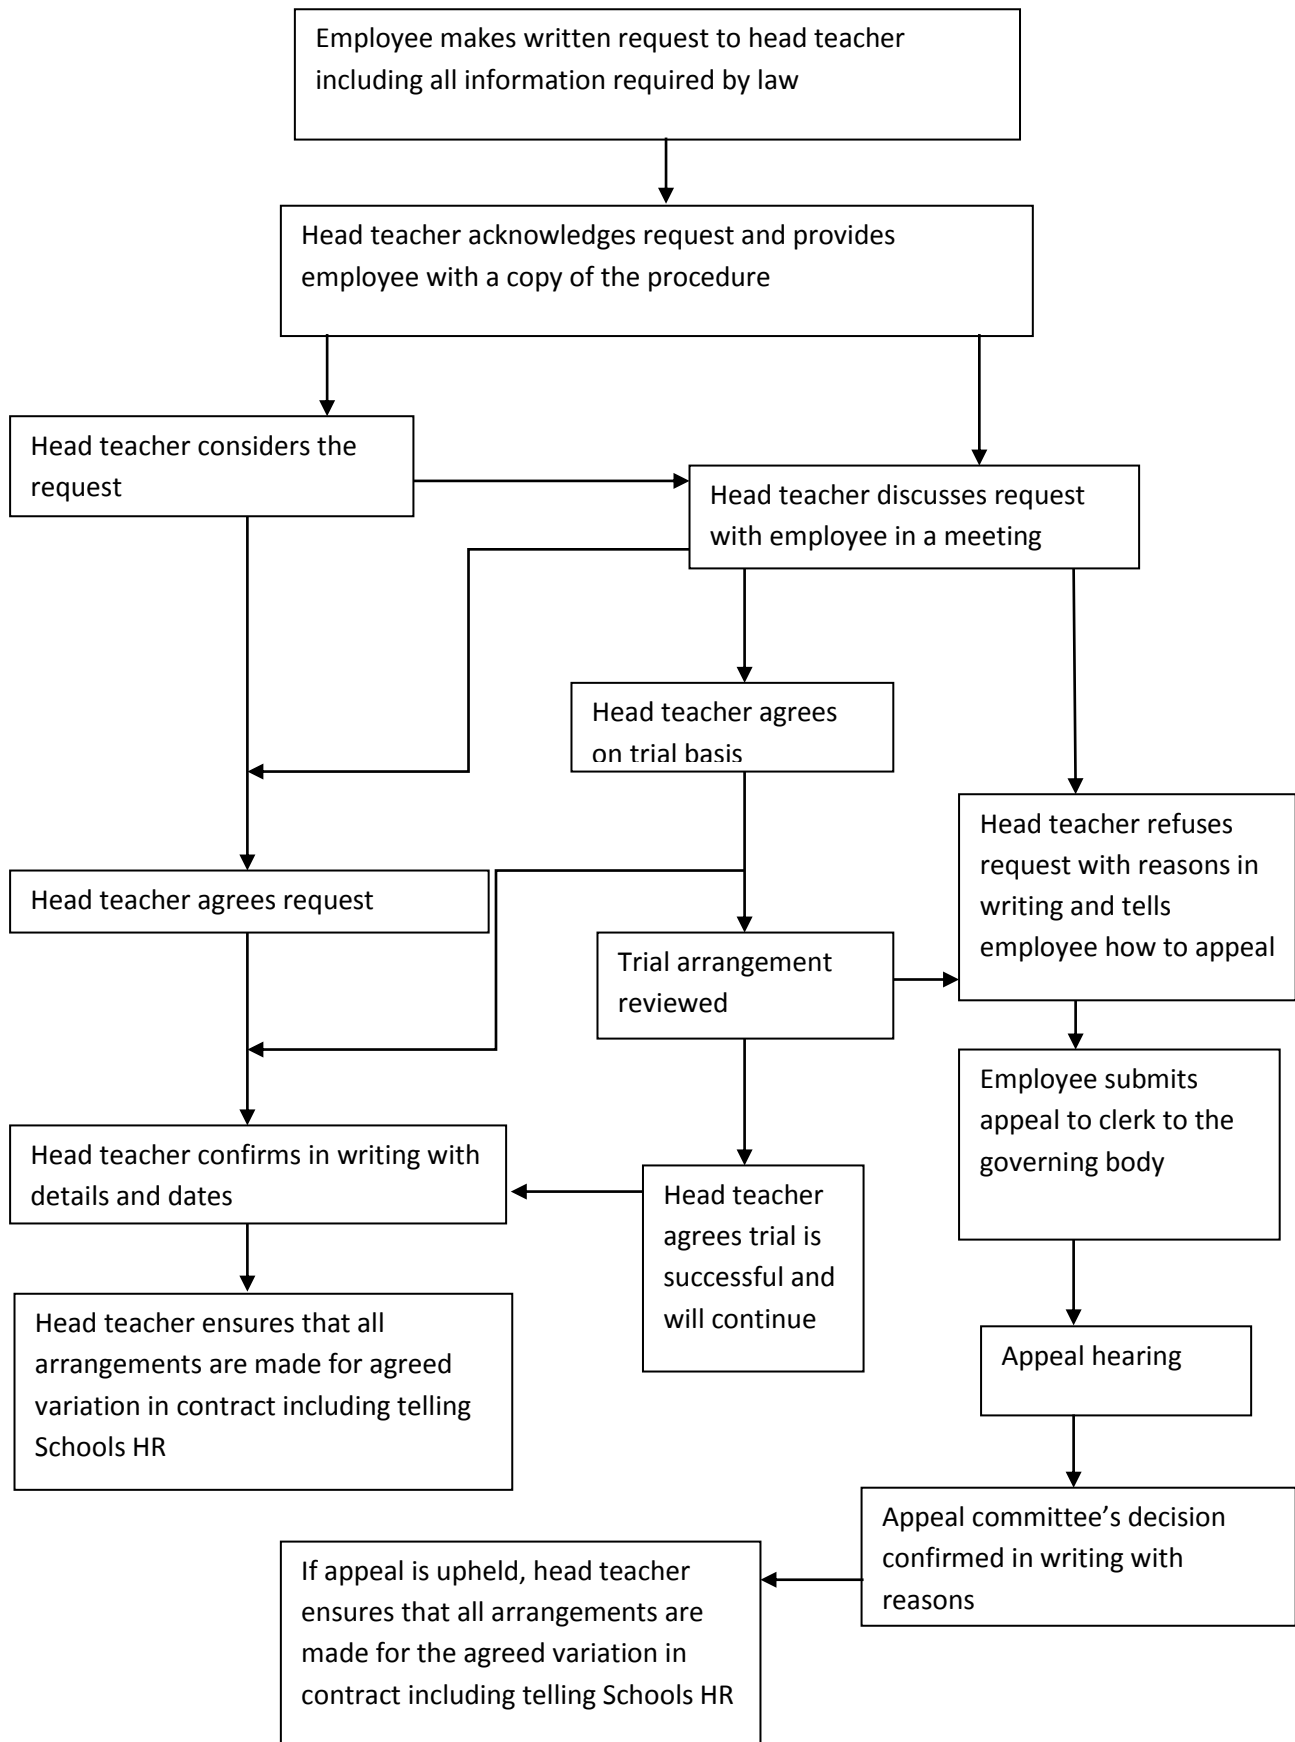 Employee makes written request to head teacher
including all information required by law
Head teacher acknowledges request and provides
employee with a copy of the procedure
Head teacher considers the
request
Head teacher discusses request
with employee in a meeting
Head teacher agrees
on trial basis
Head teacher refuses
request with reasons in
writing and tells
employee how to appeal
Head teacher agrees request
Trial arrangement
reviewed
Employee submits
appeal to clerk to the
governing body
Head teacher confirms in writing with
details and dates
Head teacher
agrees trial is
successful and
will continue
Head teacher ensures that all
arrangements are made for agreed
variation in contract including telling
Schools HR
Appeal hearing
Appeal committee’s decision
confirmed in writing with
reasons
If appeal is upheld, head teacher
ensures that all arrangements are
made for the agreed variation in
contract including telling Schools HR